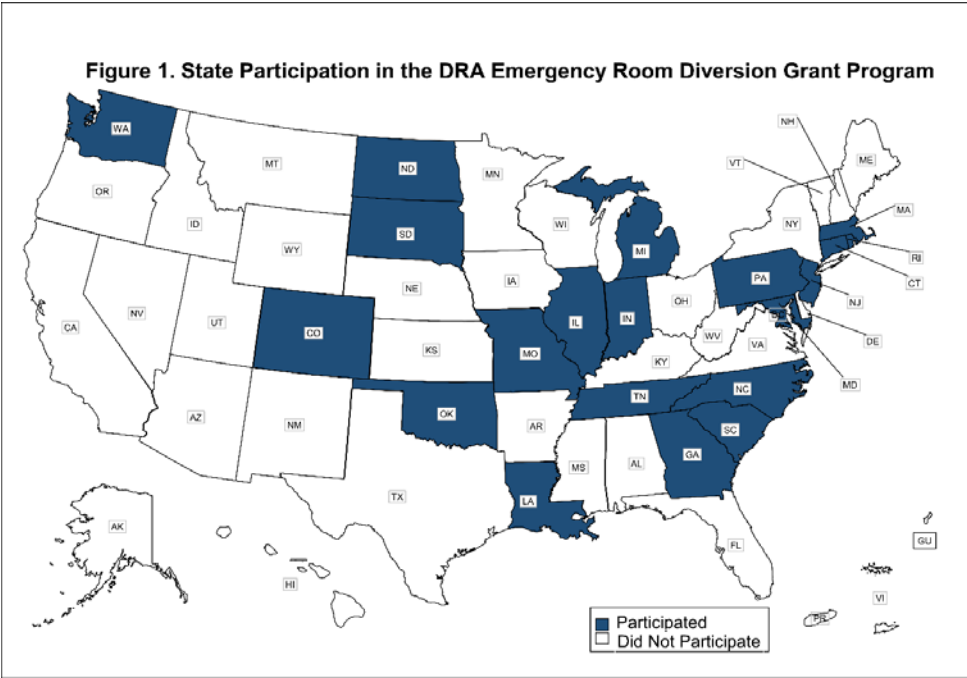 Figure 1. State Participation in the DRA Emergency Room Diversion Grant Program
WA
NH
MT
ND
VT
ME
OR
MN
ID
SD
WI
NY
MA
WY
MI
RI
IA
PA
CT
NE
OH
NJ
NV
UT
IL
IN
CA
CO
WV
DE
KS
MO
VA
KY
MD
NC
TN
AZ
NM
OK
AR
SC
MS
AL
GA
TX
LA
AK
FL
GU
HI
VI
PR
Participated
Did Not Participate